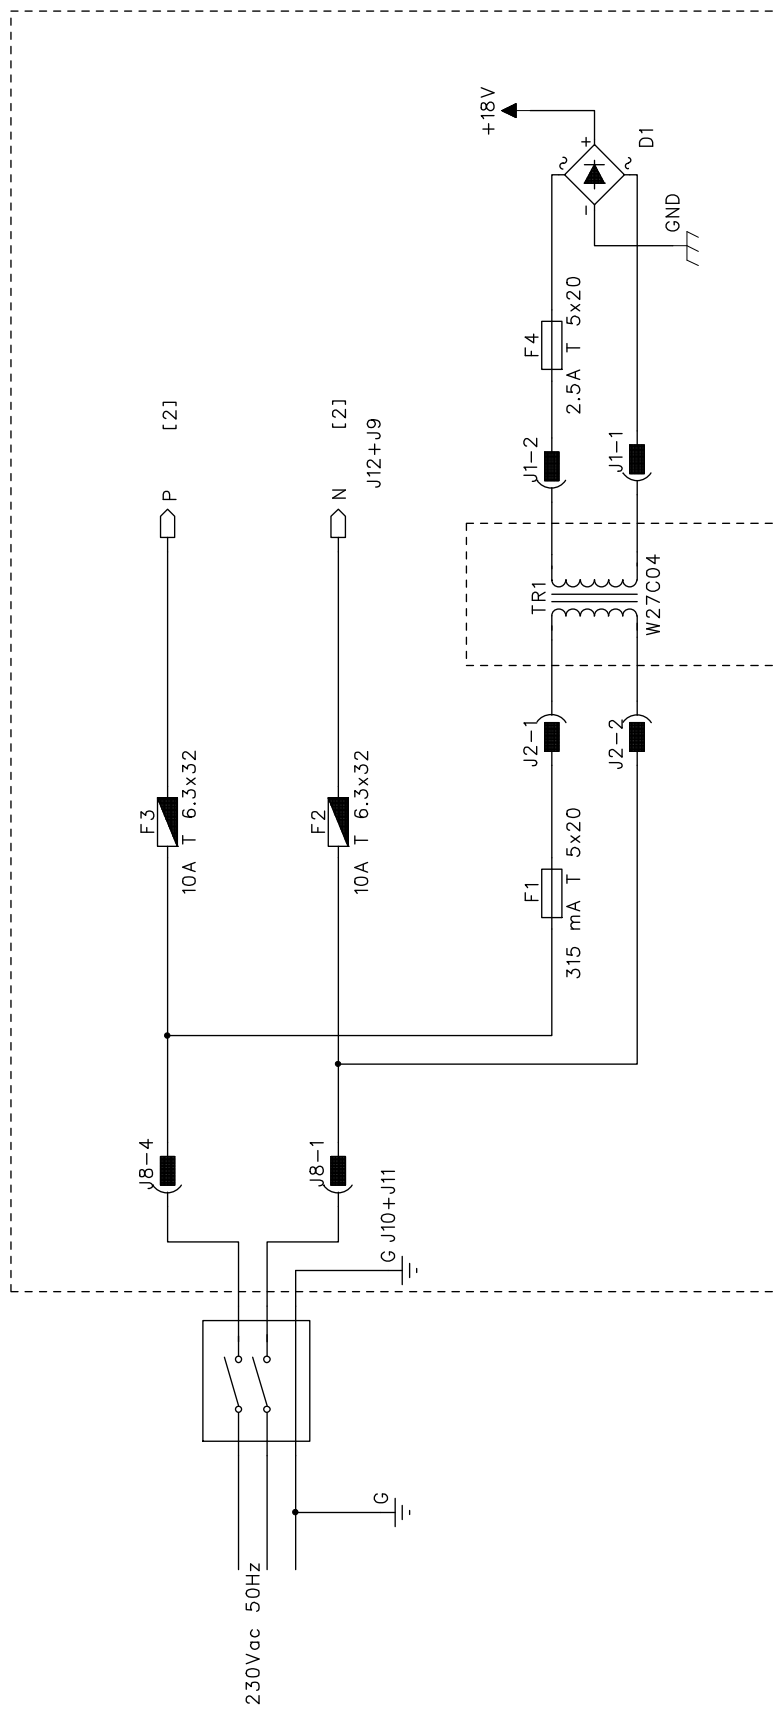 230Vac 50Hz
G
G
J10+J11
J8-4
J8-1
F3
10A T 6.3x32
F2
10A T 6.3x32
F1
315 mA T 5x20
J2-1
J2-2
TR1
W27C04
J1-2
J1-1
P
[2]
N
[2]
J12+J9
F4
2.5A T 5x20
GND
D1
~
~
+
-
+18V